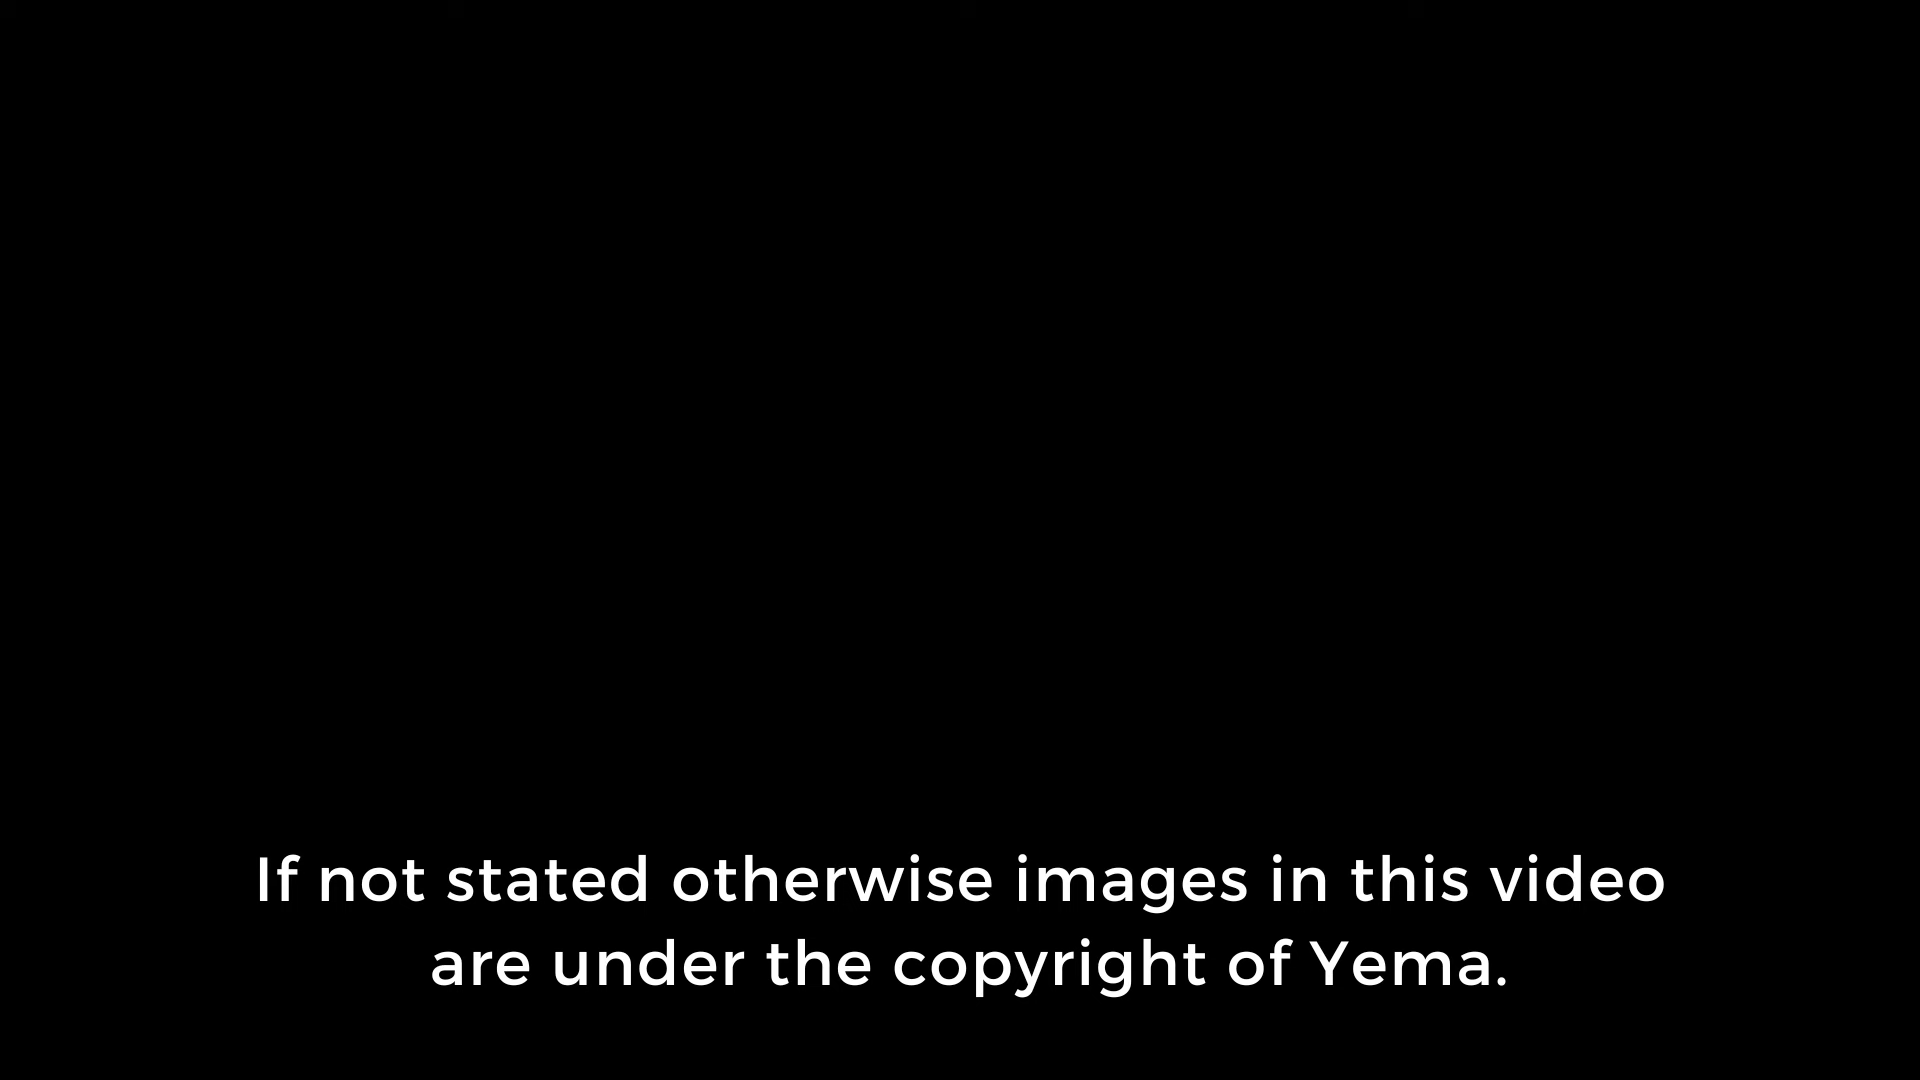 If not stated otherwise images in this video
are under the copyright of Yema.